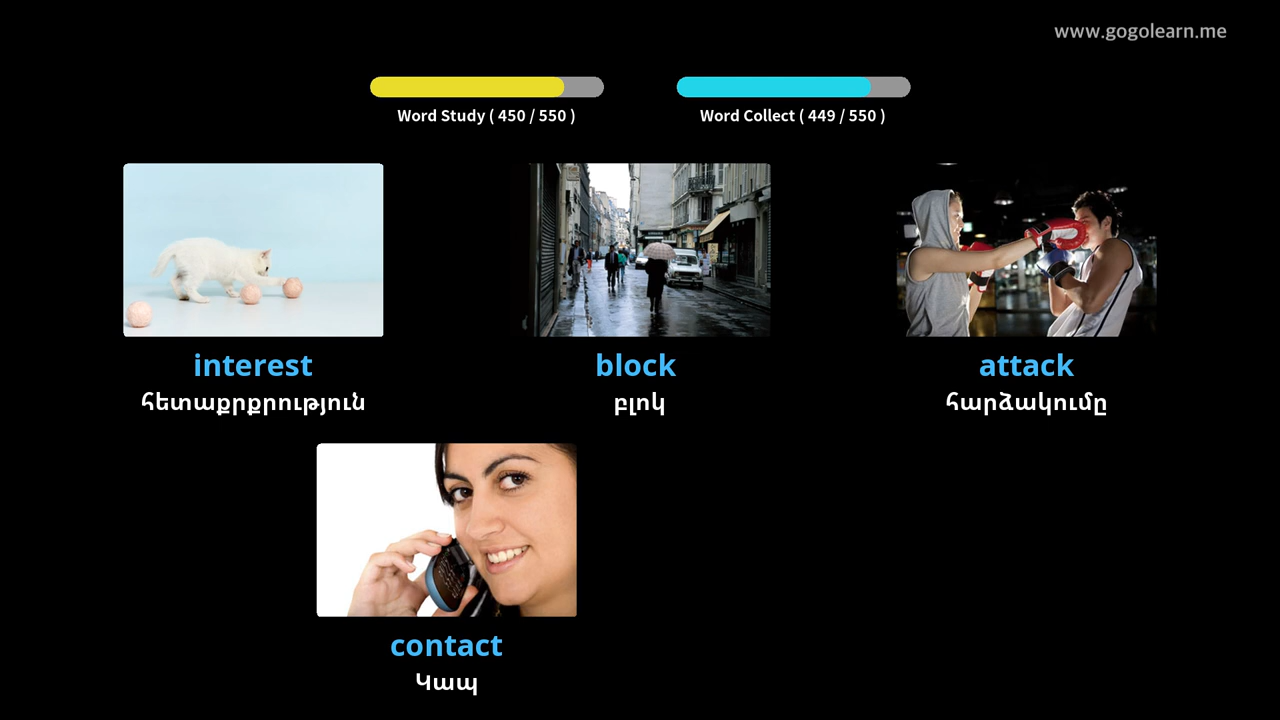 www.gogolearn.me
Word Study ( 450 / 550 )
Word Collect ( 449 / 550 )
interest
հետաքրքրություն
block
բլոկ
attack
հարձակումը
contact
Կապ